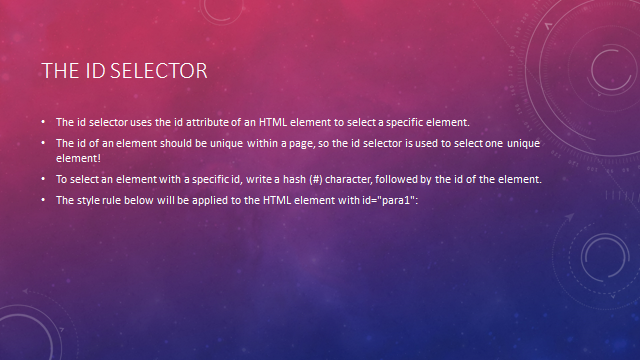 THE ID SELECTOR
• The id selector uses the id attribute of an HTML element to select a specific element.
• The id of an element should be unique within a page, so the id selector is used to select one unique
element!
• To select an element with a specific id, write a hash (#) character, followed by the id of the element.
• The style rule below will be applied to the HTML element with id="para1":